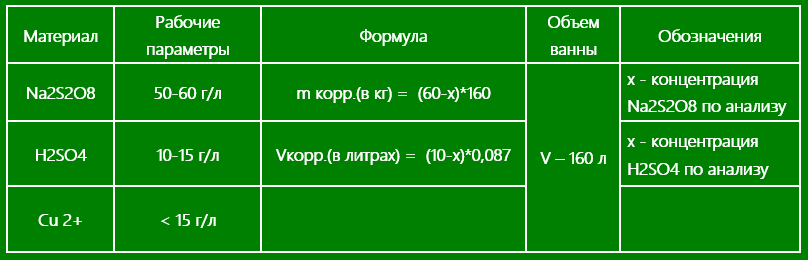 Материал
Рабочие
параметры
Формула
Объем
ванны
Обозначения
Na2S2O8
50-60 г/л
m корр.(в кг) = (60-x)*160
V – 160 л
x - концентрация
Na2S2O8 по анализу
H2SO4
10-15 г/л
Vкорр.(в литрах) = (10-x)*0,087
x - концентрация
H2SO4 по анализу
Cu 2+
< 15 г/л